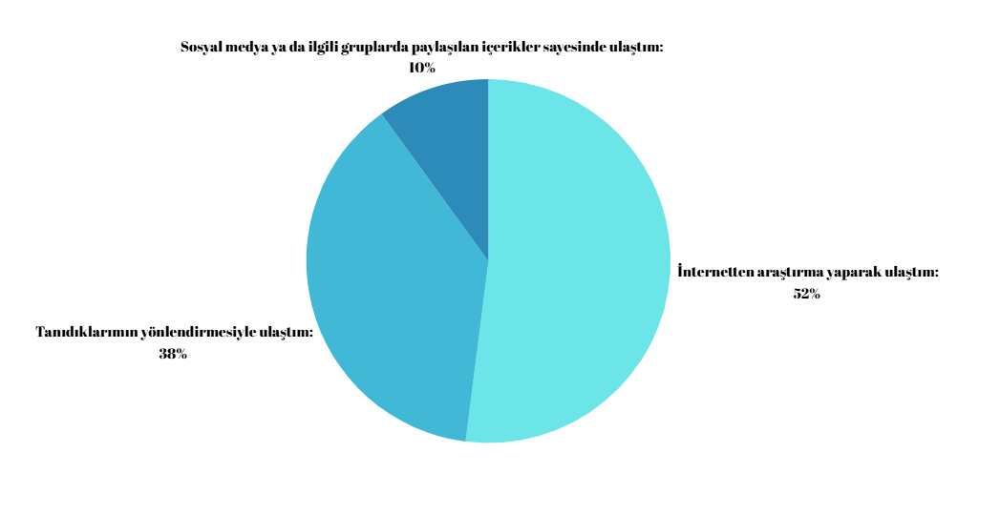 Sosyal medya ya da ilgili gruplarda paylaşılan içerikler sayesinde ulaştım:
10%
İnternetten araştırma yaparak ulaştım:
52%
Tanıdıklarımın yönlendirmesiyle ulaştım:
38%